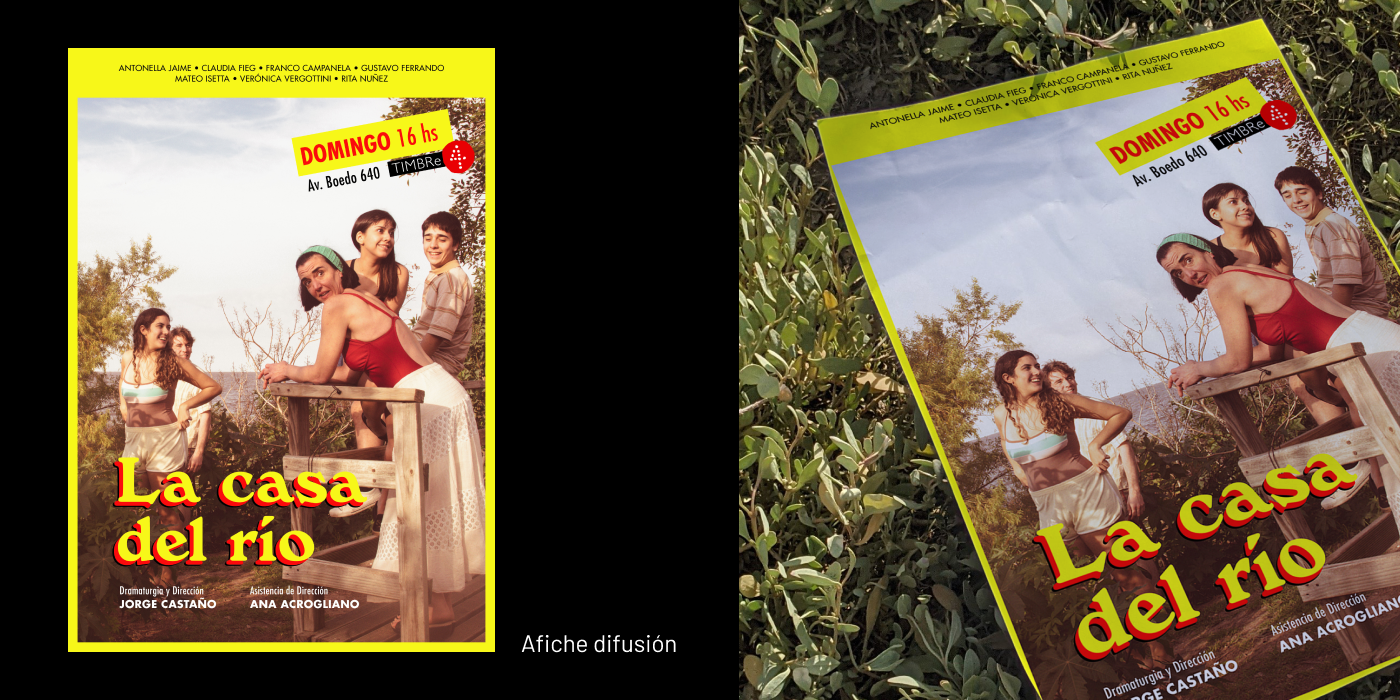 ANTONELLA JAIME • CLAUDIA FIEG • FRANCO CAMPANELA • GUSTAVO FERRANDO
MATEO ISETTA • VERÓNICA VERGOTTINI • RITA NUÑEZ
DOMINGO 16 hs
Av. Boedo 640 TIMBRe 4
La casa
del río
Dramaturgia y Dirección
JORGE CASTAÑO
Asistencia de Dirección
ANA ACROGLIANO
Afiche difusión
ANTONELLA JAIME • CLAUDIA FIEG • FRANCO CAMPANELA • GUSTAVO FERRANDO
MATEO ISETTA • VERÓNICA VERGOTTINI • RITA NUÑEZ
DOMINGO 16 hs
Av. Boedo 640 TIMBRe 4
La casa
del río
Dramaturgia y Dirección
RGE CASTAÑO
Asistencia de Dirección
ANA ACROGLIANO